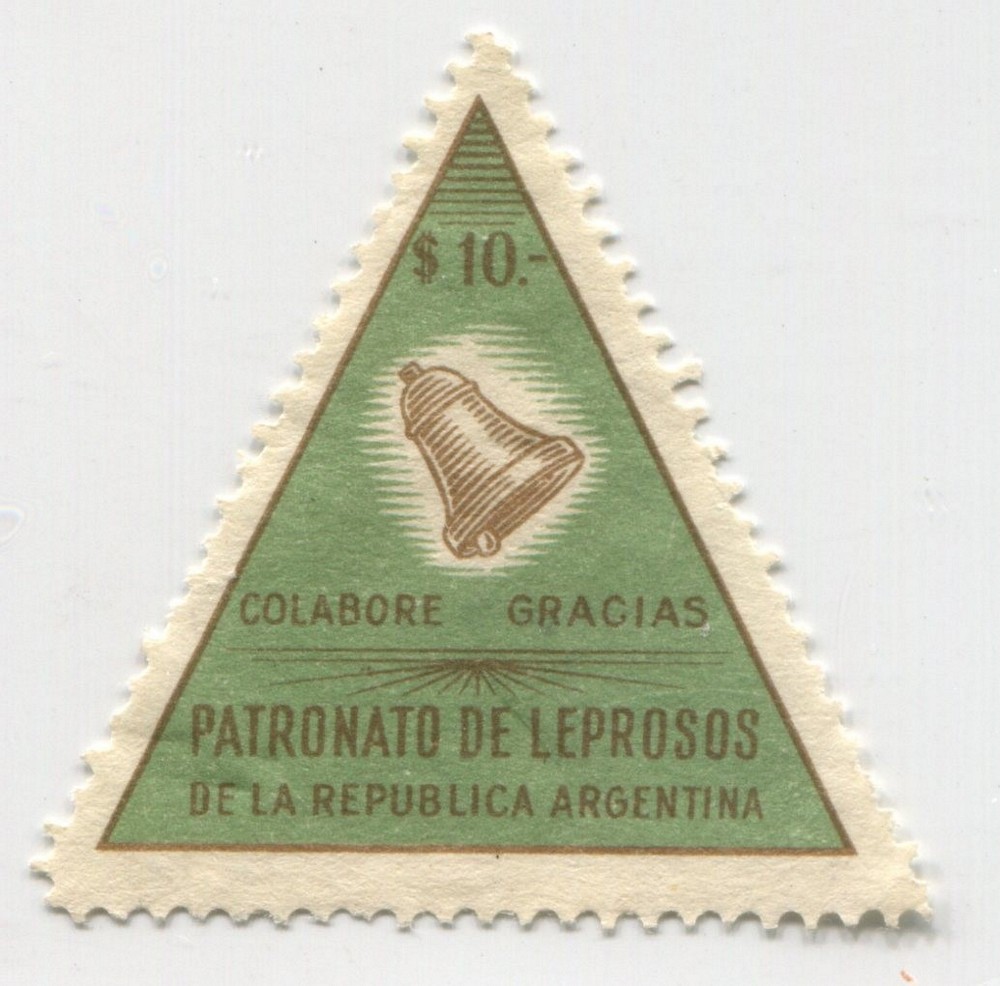 $ 10.-
COLABORE GRACIAS
PATRONATO DE LEPROSOS
DE LA REPUBLICA ARGENTINA